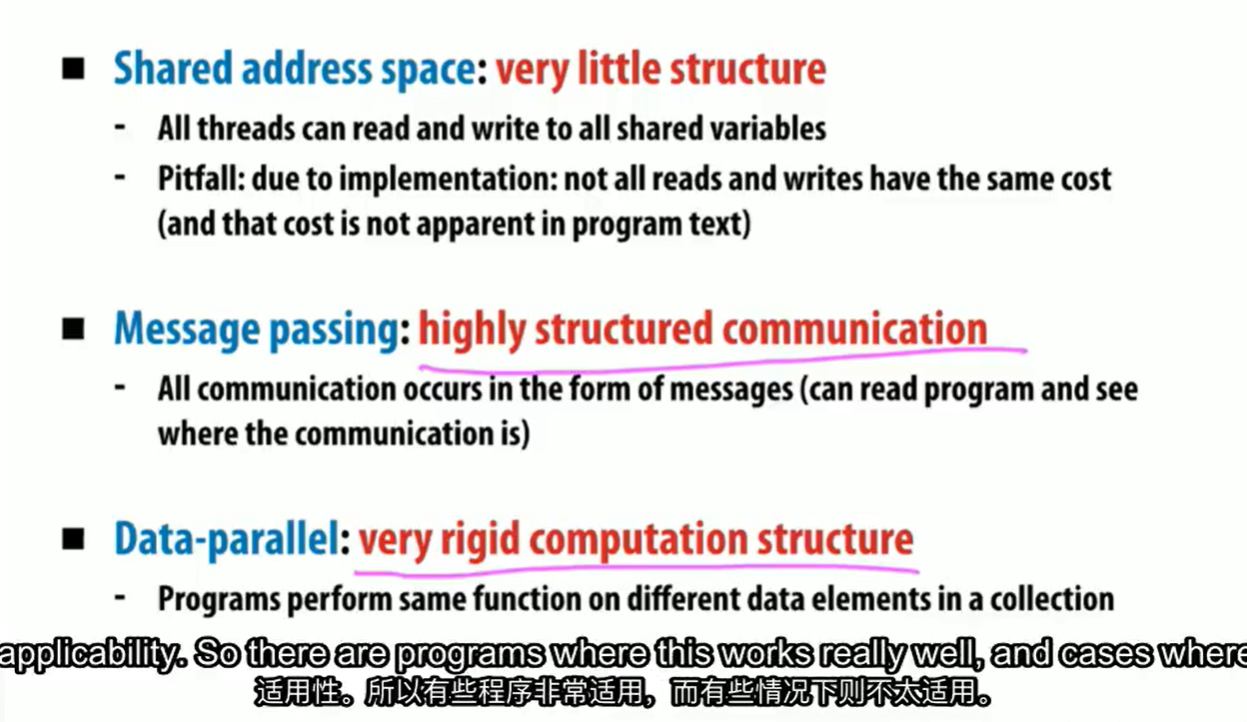 ■ Shared address space: very little structure
- All threads can read and write to all shared variables
- Pitfall: due to implementation: not all reads and writes have the same cost
(and that cost is not apparent in program text)
■ Message passing: highly structured communication
- All communication occurs in the form of messages (can read program and see
where the communication is)
■ Data-parallel: very rigid computation structure
- Programs perform same function on different data elements in a collection
applicability. So there are programs where this works really well, and cases where
适用性。所以有些程序非常适用，而有些情况下则不太适用。